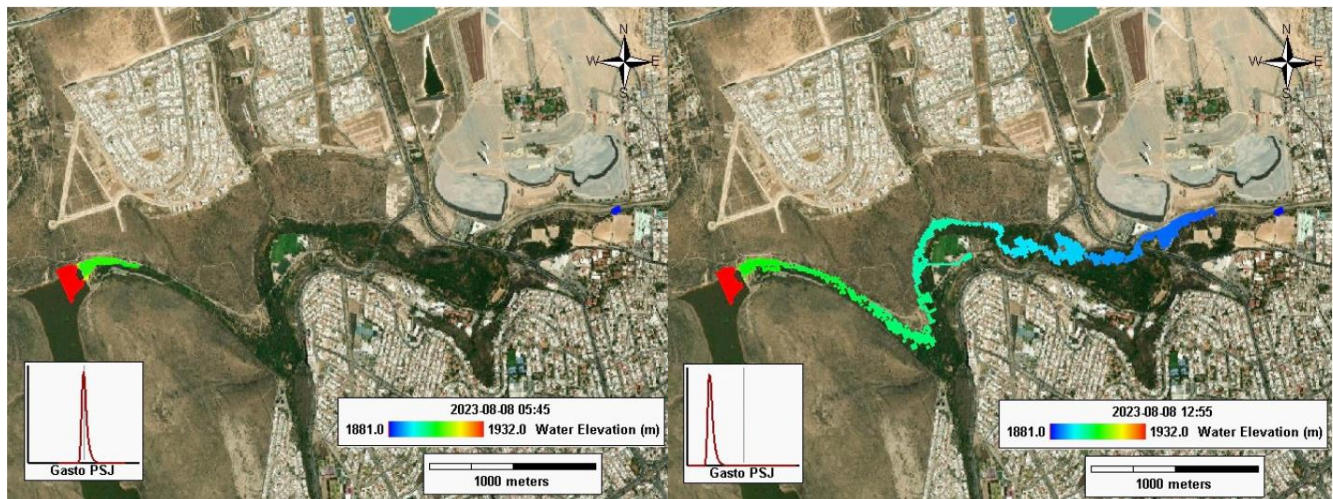 N
W E
S
Gasto PSJ
2023-08-08 05:45
1881.0 1932.0 Water Elevation (m)
1000 meters
N
W E
S
Gasto PSJ
2023-08-08 12:55
1881.0 1932.0 Water Elevation (m)
1000 meters